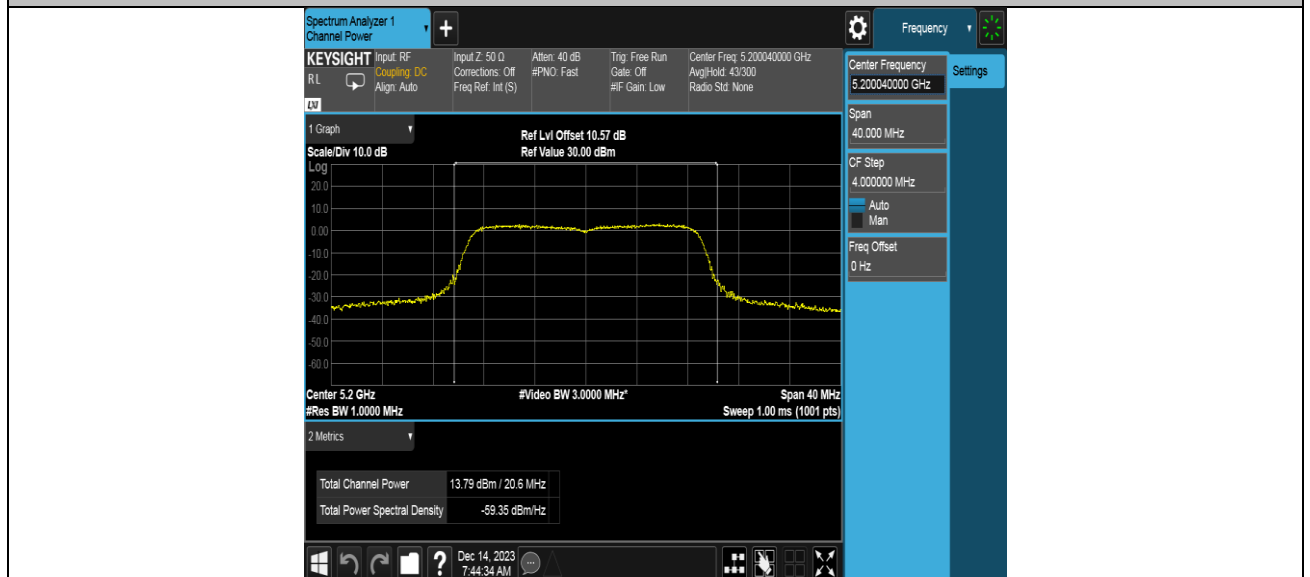 Spectrum Analyzer 1
Channel Power
+
Frequency
KEYSIGHT
RL
LXI
Input: RF
Coupling: DC
Align: Auto
Input Z: 50 Ω
Corrections: Off
Freq Ref: Int (S)
Atten: 40 dB
#PNO: Fast
Trig: Free Run
Gate: Off
#IF Gain: Low
Center Freq: 5.200040000 GHz
Avg|Hold: 43/300
Radio Std: None
Center Frequency
5.200040000 GHz
Settings
Span
40.000 MHz
CF Step
4.000000 MHz
Auto
Man
Freq Offset
0 Hz
1 Graph
Scale/Div 10.0 dB
Ref Lvl Offset 10.57 dB
Ref Value 30.00 dBm
Log
20.0
10.0
0.00
-10.0
-20.0
-30.0
-40.0
-50.0
-60.0
Center 5.2 GHz
#Res BW 1.0000 MHz
#Video BW 3.0000 MHz*
Span 40 MHz
Sweep 1.00 ms (1001 pts)
2 Metrics
Total Channel Power 13.79 dBm / 20.6 MHz
Total Power Spectral Density -59.35 dBm/Hz
?
Dec 14, 2023
7:44:34 AM